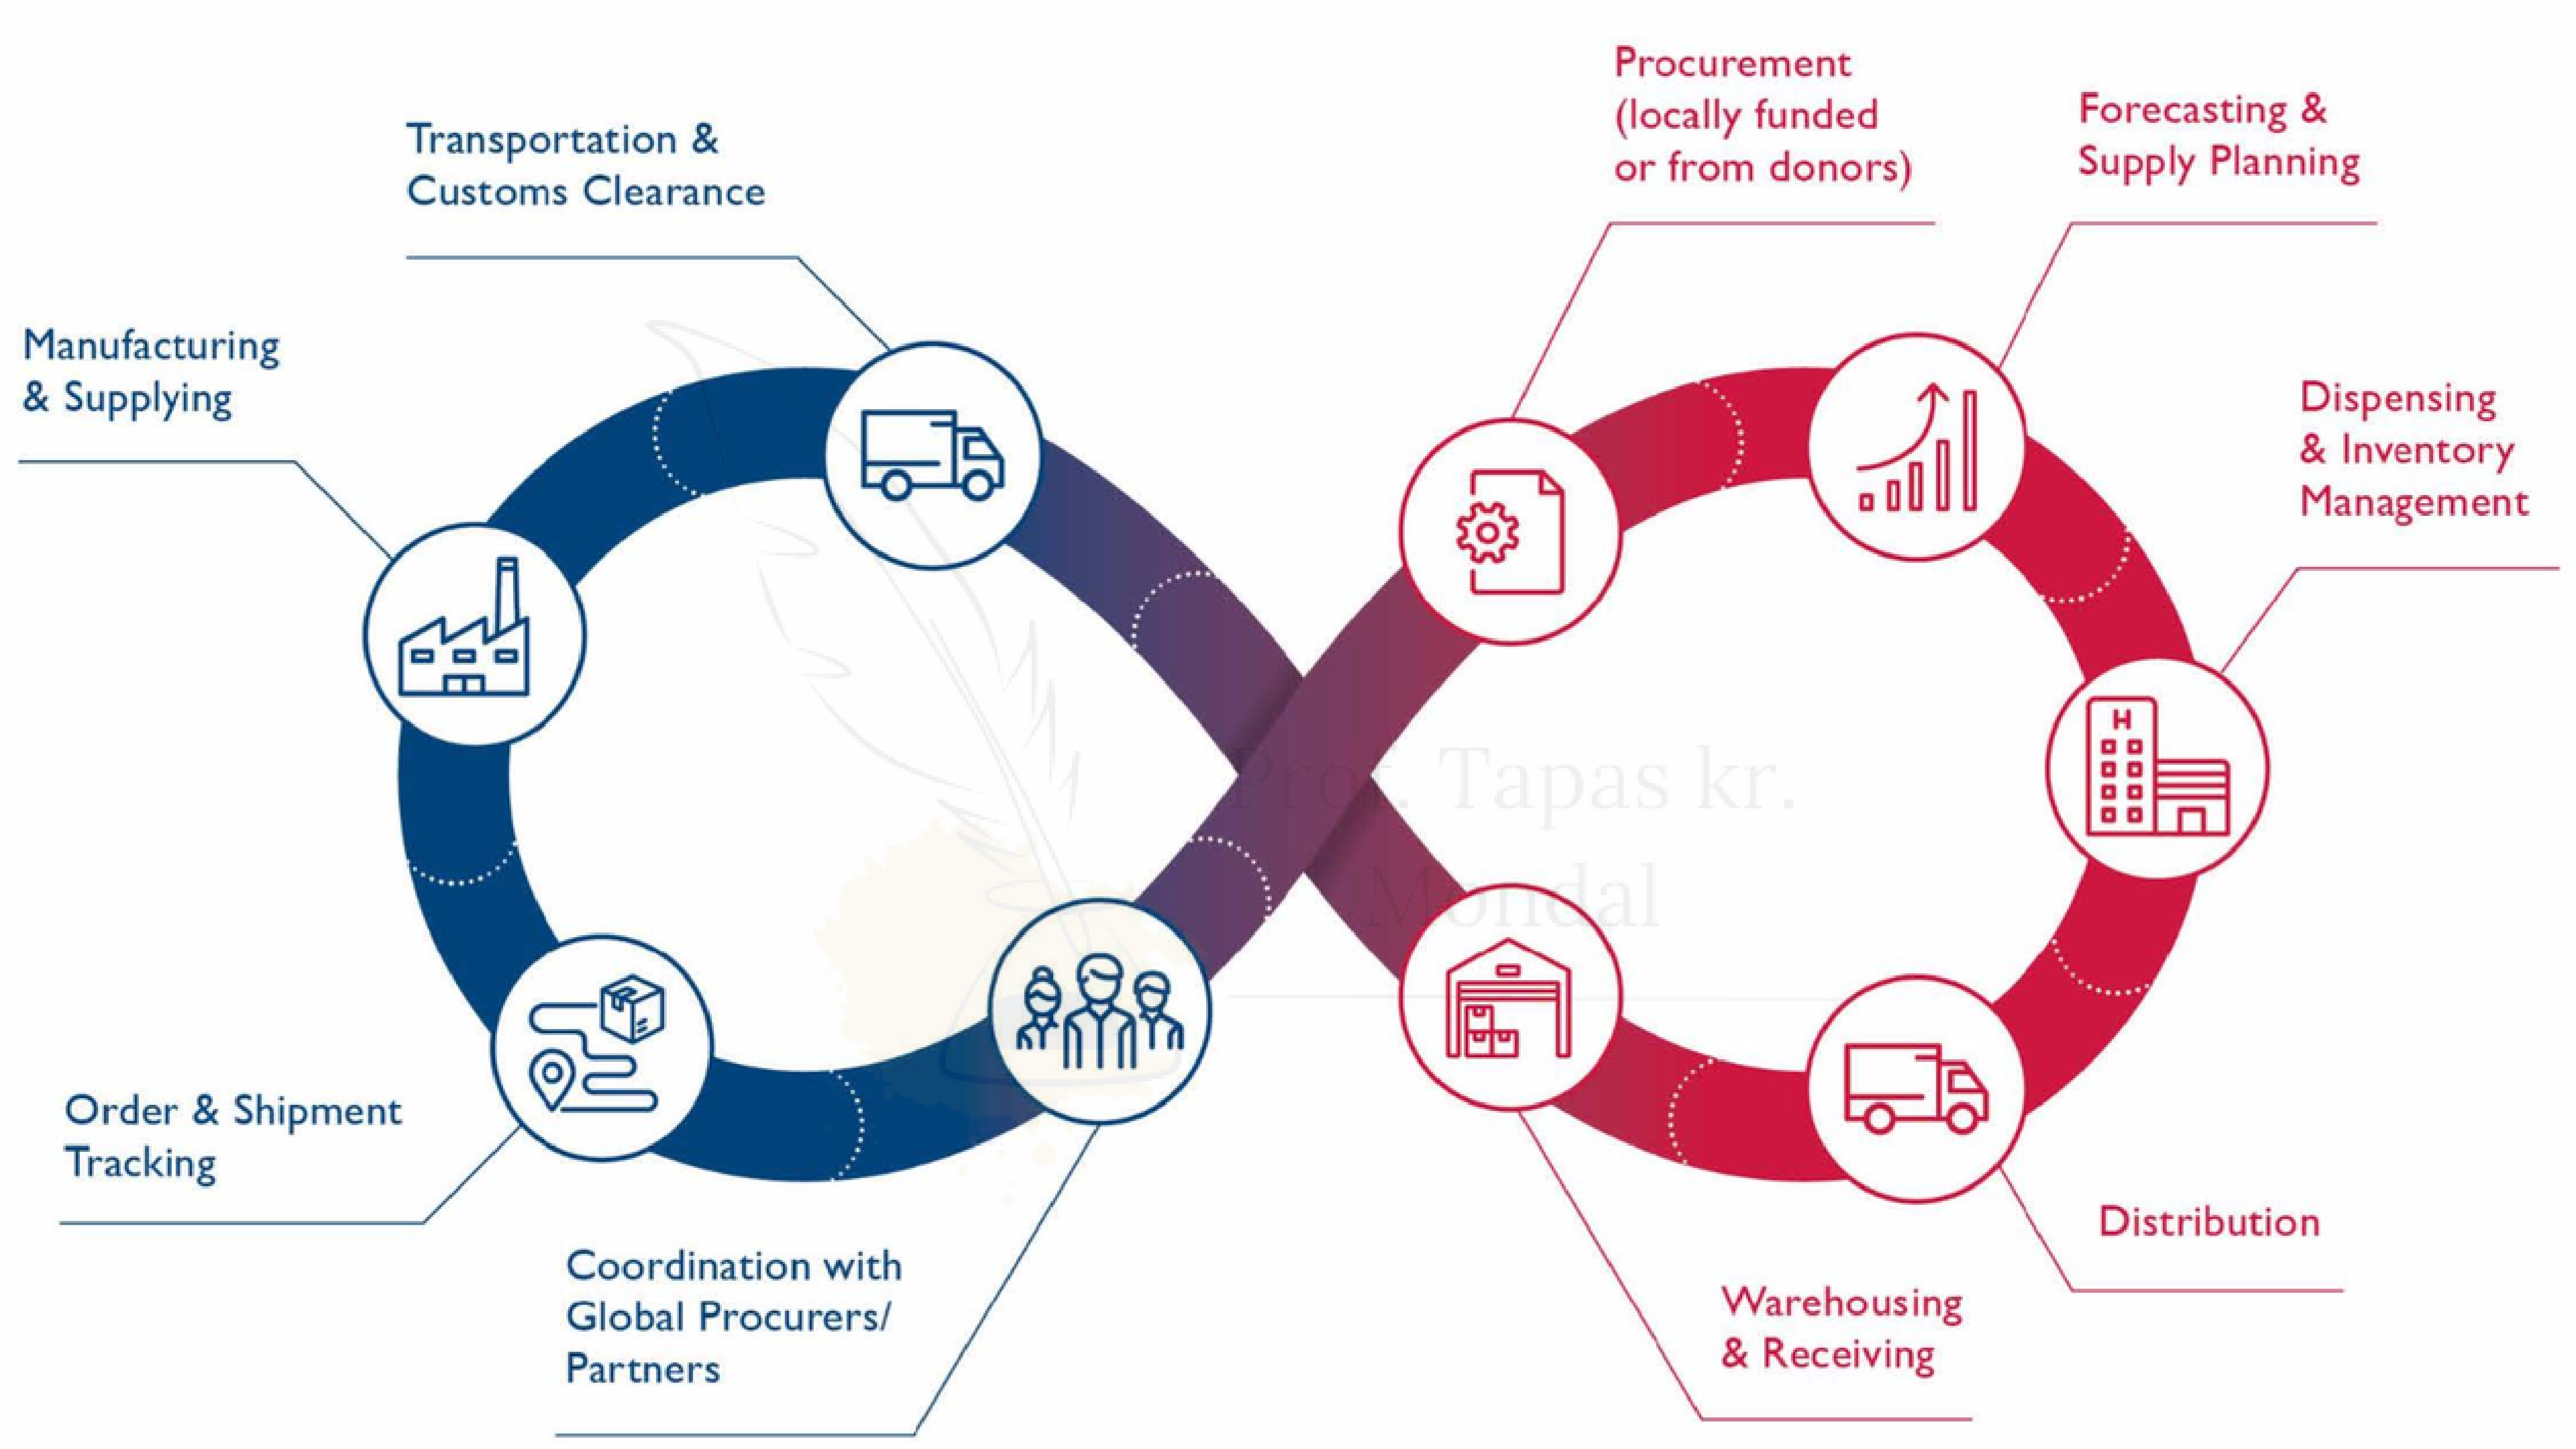 Procurement
(locally funded
or from donors)
Forecasting &
Supply Planning
Transportation &
Customs Clearance
Manufacturing
& Supplying
Dispensing
& Inventory
Management
H
Prof. Tapas kr.
Mondal
Order & Shipment
Tracking
Coordination with
Global Procurers/
Partners
Distribution
Warehousing
& Receiving